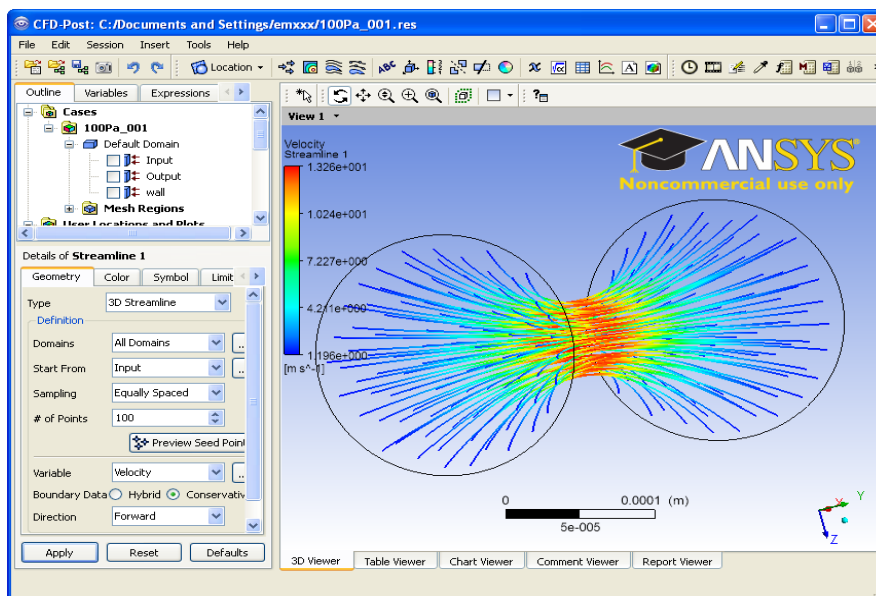 CFD-Post: C:/Documents and Settings/emxxx/100Pa_001.res
File Edit Session Insert Tools Help
Location
Outline Variables Expressions
Cases
100Pa_001
Default Domain
Input
Output
wall
Mesh Regions
User Locations and Plots
Details of Streamline 1
Geometry Color Symbol Limit
Type 3D Streamline
Definition
Domains All Domains ...
Start From Input ...
Sampling Equally Spaced
# of Points 100
Preview Seed Point
Variable Velocity ...
Boundary Data Hybrid Conservativ
Direction Forward
Apply Reset Defaults
View 1
Velocity
Streamline 1
1.326e+001
1.024e+001
7.227e+000
4.211e+000
1.196e+000
[m s^-1]
ANSYS
Noncommercial use only
0 0.0001 (m)
5e-005
X Y
Z
3D Viewer Table Viewer Chart Viewer Comment Viewer Report Viewer